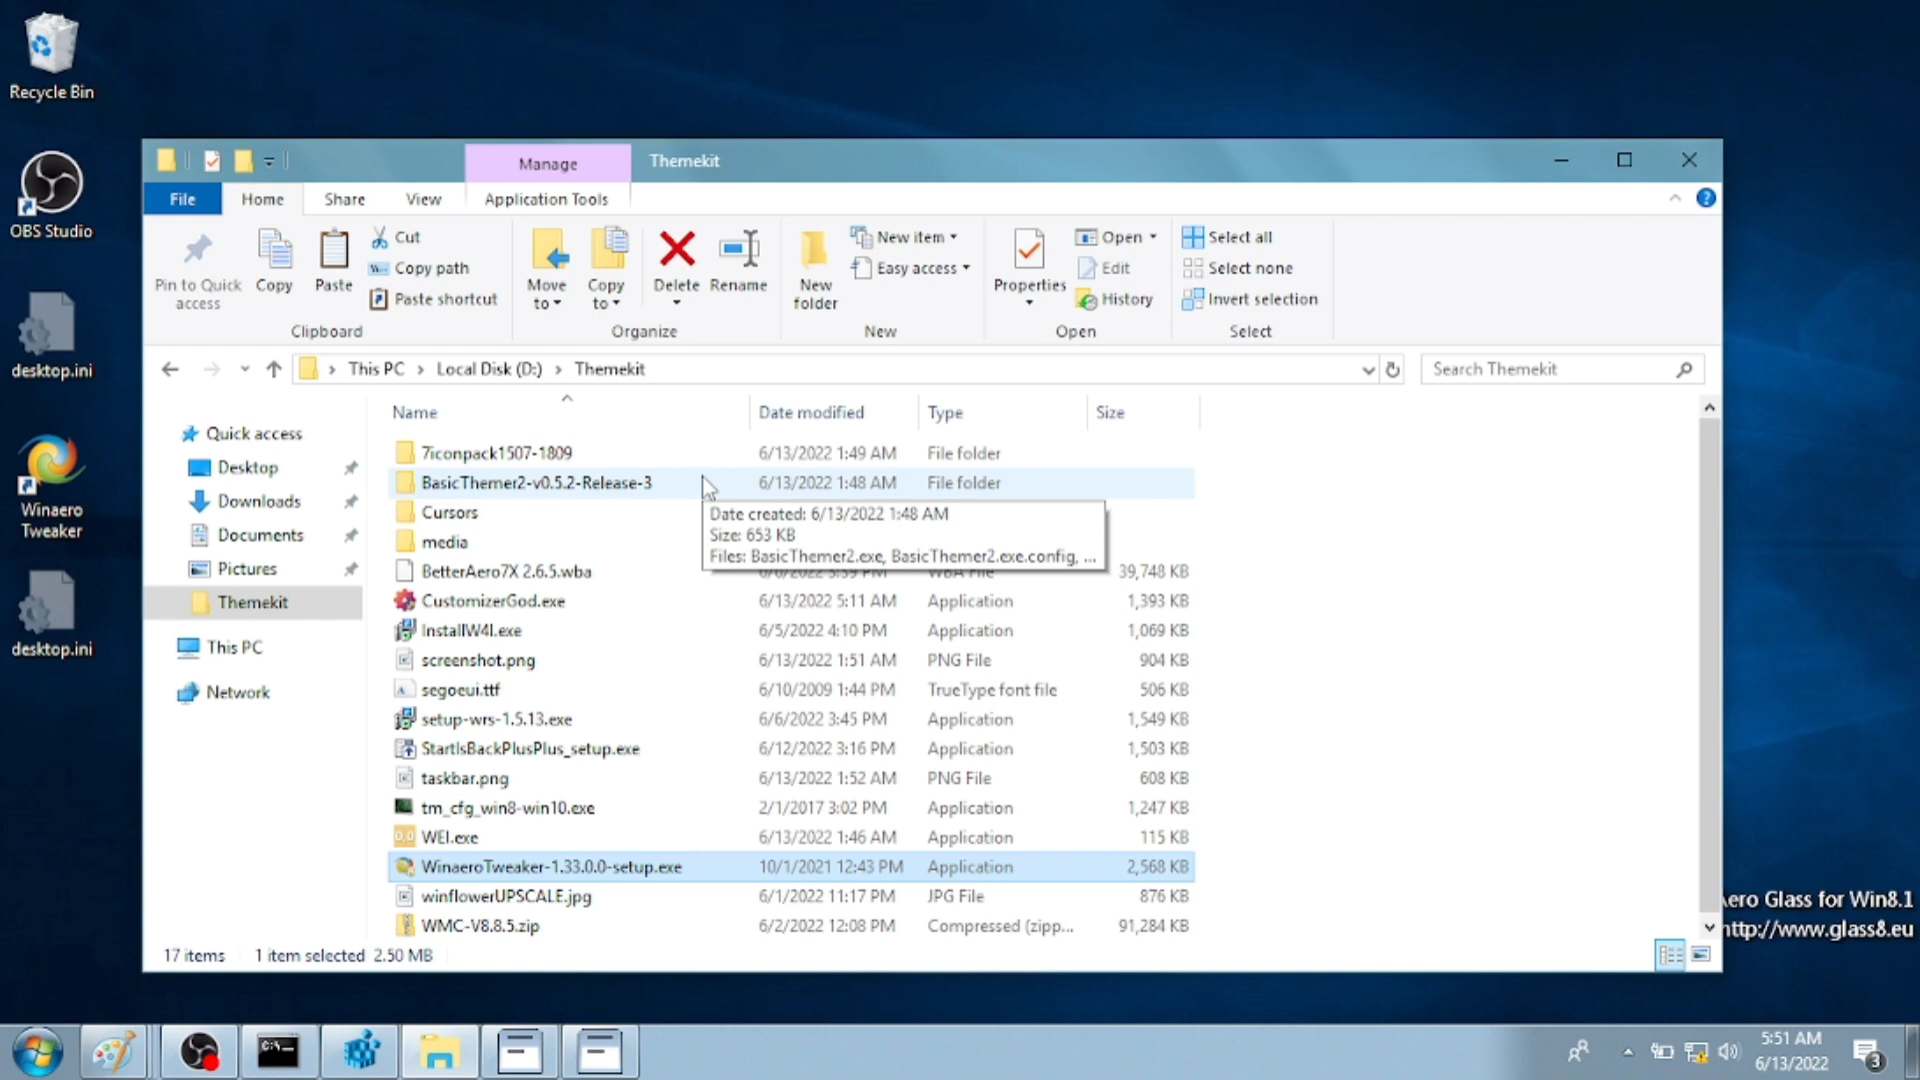 Recycle Bin
OBS Studio
desktop.ini
Winaero
Tweaker
desktop.ini
Manage
Themekit
File
Home
Share
View
Application Tools
Pin to Quick
access
Copy
Paste
Cut
Copy path
Paste shortcut
Clipboard
Move
to
Copy
to
Delete
Rename
Organize
New
folder
New item
Easy access
New
Properties
Open
Edit
History
Open
Select all
Select none
Invert selection
Select
This PC
Local Disk (D:)
Themekit
Search Themekit
Quick access
Desktop
Downloads
Documents
Pictures
Themekit
This PC
Network
Name Date modified Type Size
7iconpack1507-1809 6/13/2022 1:49 AM File folder
BasicThemer2-v0.5.2-Release-3 6/13/2022 1:48 AM File folder
Cursors
media
Date created: 6/13/2022 1:48 AM
Size: 653 KB
Files: BasicThemer2.exe, BasicThemer2.exe.config, ...
BetterAero7X 2.6.5.wba 39,748 KB
CustomizerGod.exe 6/13/2022 5:11 AM Application 1,393 KB
InstallW4I.exe 6/5/2022 4:10 PM Application 1,069 KB
screenshot.png 6/13/2022 1:51 AM PNG File 904 KB
segoeui.ttf 6/10/2009 1:44 PM TrueType font file 506 KB
setup-wrs-1.5.13.exe 6/6/2022 3:45 PM Application 1,549 KB
StartIsBackPlusPlus_setup.exe 6/12/2022 3:16 PM Application 1,503 KB
taskbar.png 6/13/2022 1:52 AM PNG File 608 KB
tm_cfg_win8-win10.exe 2/1/2017 3:02 PM Application 1,247 KB
WEI.exe 6/13/2022 1:46 AM Application 115 KB
WinaeroTweaker-1.33.0.0-setup.exe 10/1/2021 12:43 PM Application 2,568 KB
winflowerUPSCALE.jpg 6/1/2022 11:17 PM JPG File 876 KB
WMC-V8.8.5.zip 6/2/2022 12:08 PM Compressed (zipp... 91,284 KB
17 items 1 item selected 2.50 MB
Aero Glass for Win8.1
http://www.glass8.eu
C:\
5:51 AM
6/13/2022
3